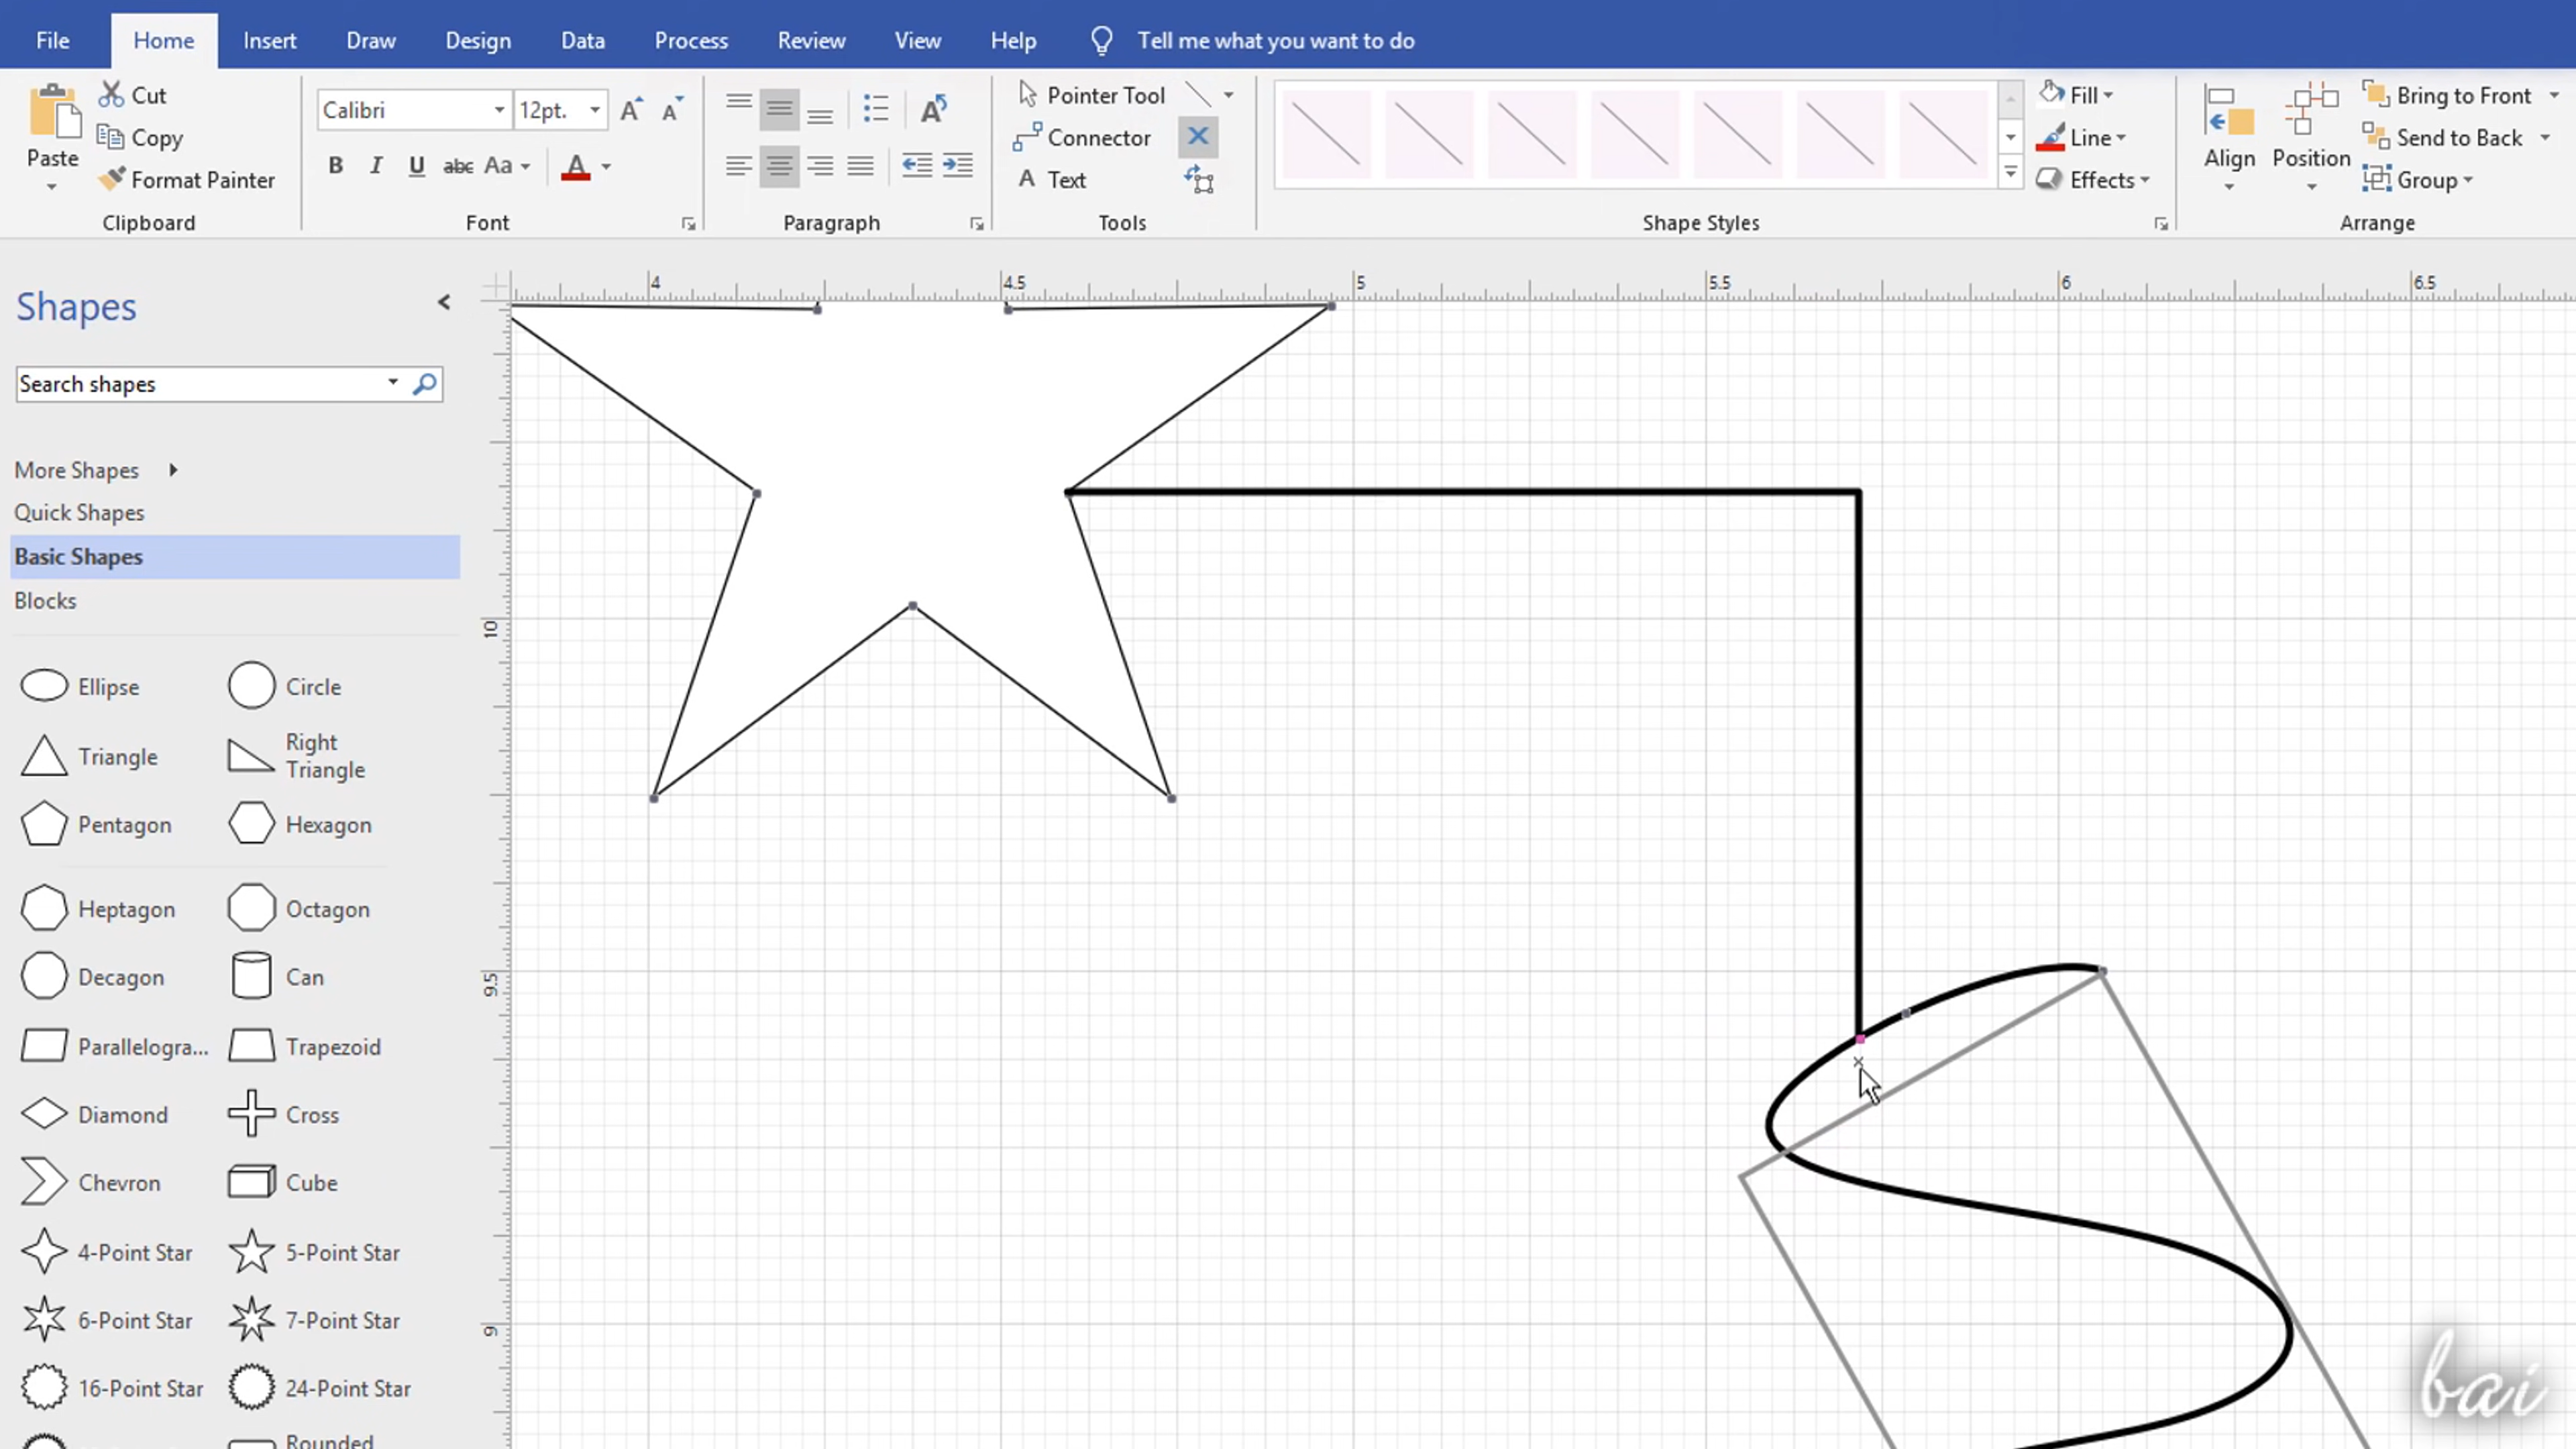 File Home Insert Draw Design Data Process Review View Help Tell me what you want to do
Paste
Cut
Copy
Format Painter
Clipboard
Calibri 12pt. A A
B I U abc Aa A
Font
A
Paragraph
Pointer Tool
Connector
A Text
Tools
Shape Styles
Fill
Line
Effects
Align
Position
Bring to Front
Send to Back
Group
Arrange
4 4.5 5 5.5 6 6.5
10
9.5
9
Shapes
Search shapes
More Shapes
Quick Shapes
Basic Shapes
Blocks
Ellipse Circle
Triangle Right
Triangle
Pentagon Hexagon
Heptagon Octagon
Decagon Can
Parallelogra... Trapezoid
Diamond Cross
Chevron Cube
4-Point Star 5-Point Star
6-Point Star 7-Point Star
16-Point Star 24-Point Star
Rounded
bai